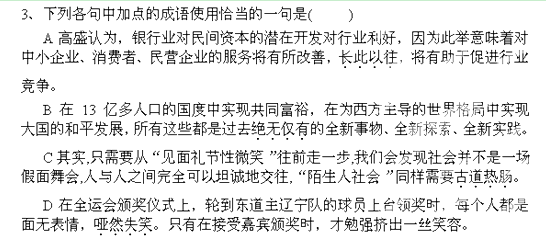 3、下列各句中加点的成语使用恰当的一句是(　　)
A 高盛认为，银行业对民间资本的潜在开发对行业利好，因为此举意味着对
中小企业、消费者、民营企业的服务将有所改善，长此以往，将有助于促进行业
竞争。
B 在 13 亿多人口的国度中实现共同富裕，在为西方主导的世界格局中实现
大国的和平发展，所有这些都是过去绝无仅有的全新事物、全新探索、全新实践。
C 其实，只需要从“见面礼节性微笑”往前走一步，我们会发现社会并不是一场
假面舞会，人与人之间完全可以坦诚地交往，“陌生人社会”同样需要古道热肠。
D 在全运会颁奖仪式上，轮到东道主辽宁队的球员上台领奖时，每个人都是
面无表情，哑然失笑。只有在接受嘉宾颁奖时，才勉强挤出一丝笑容。